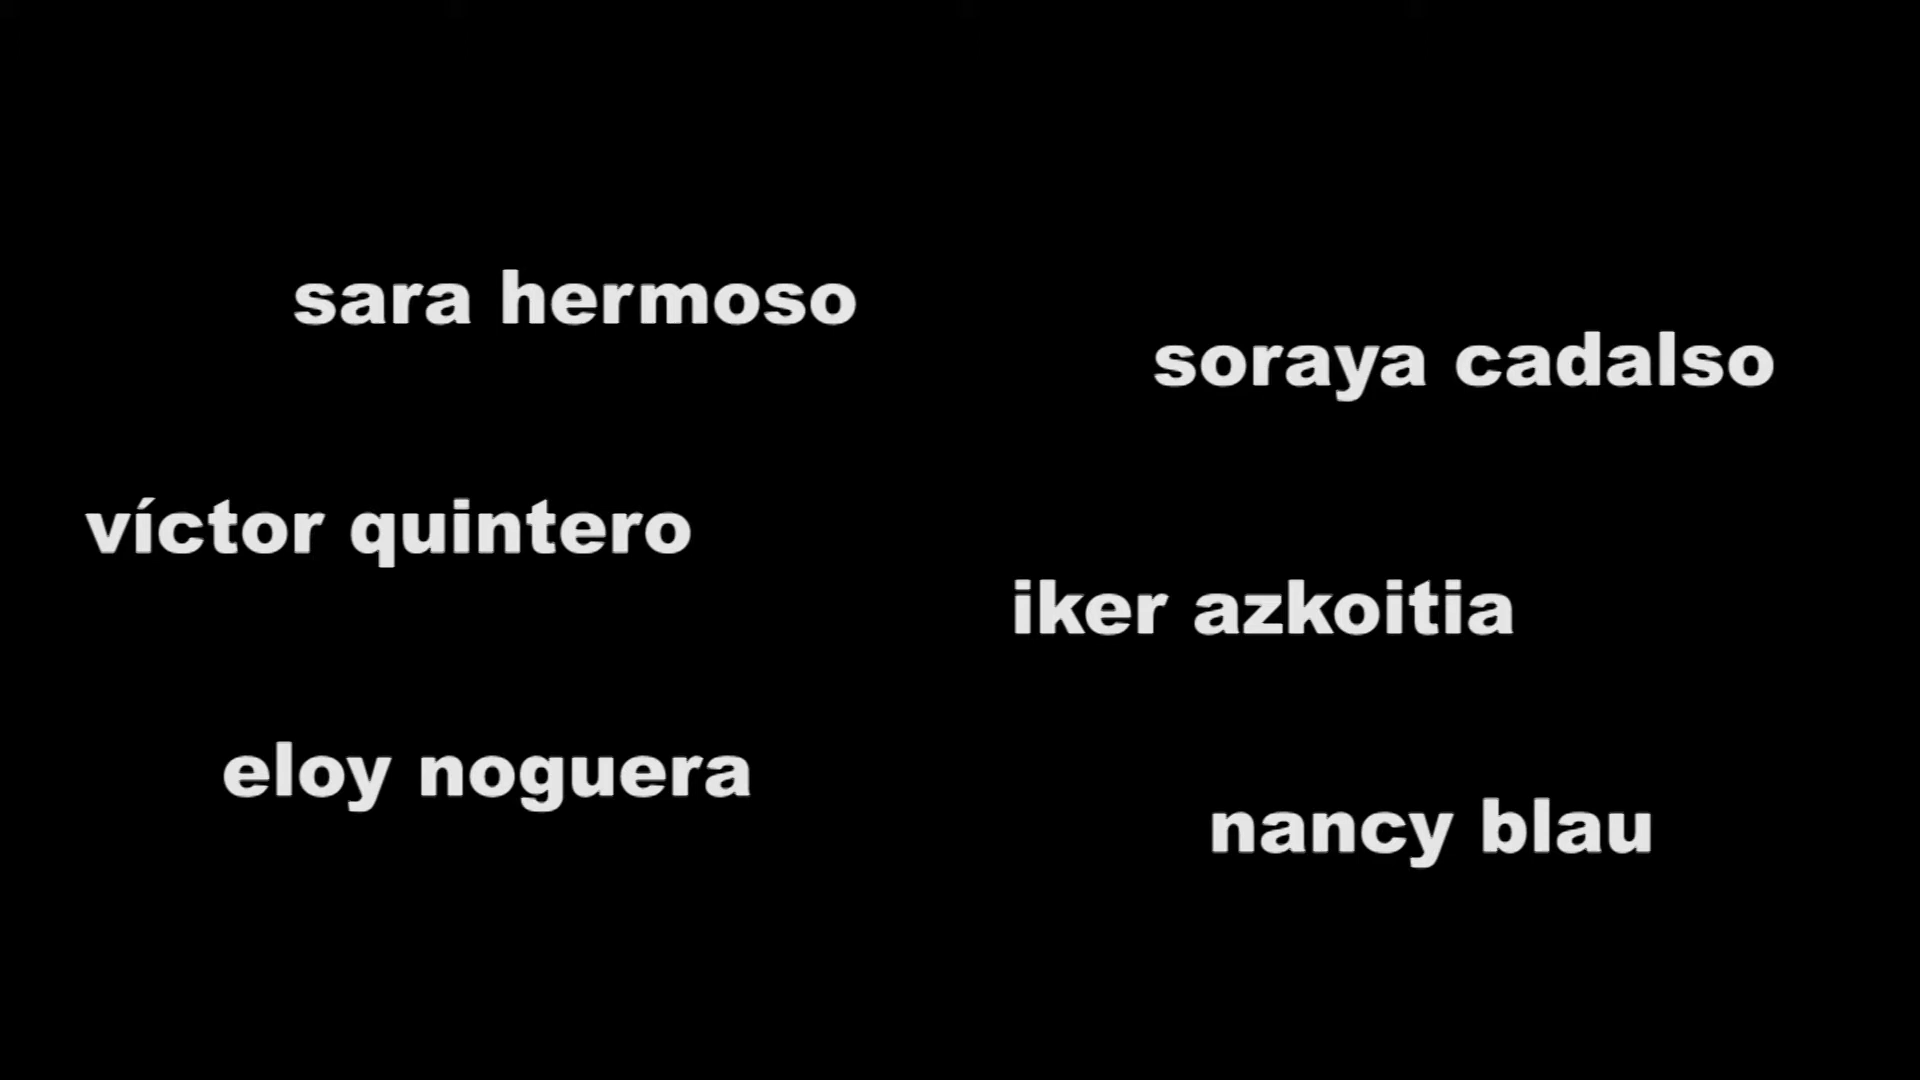 sara hermoso
soraya cadalso
víctor quintero
iker azkoitia
eloy noguera
nancy blau